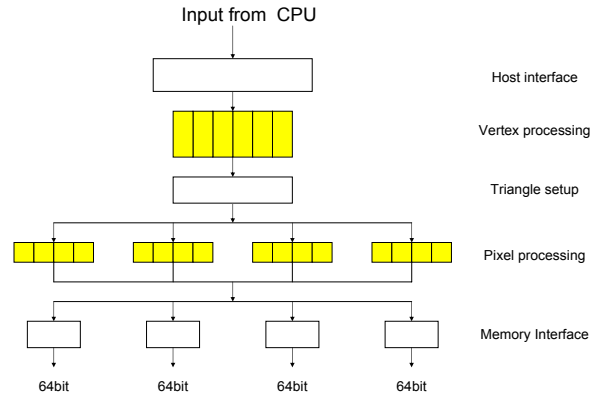 Input from CPU
Host interface
Vertex processing
Triangle setup
Pixel processing
Memory Interface
64bit 64bit 64bit 64bit